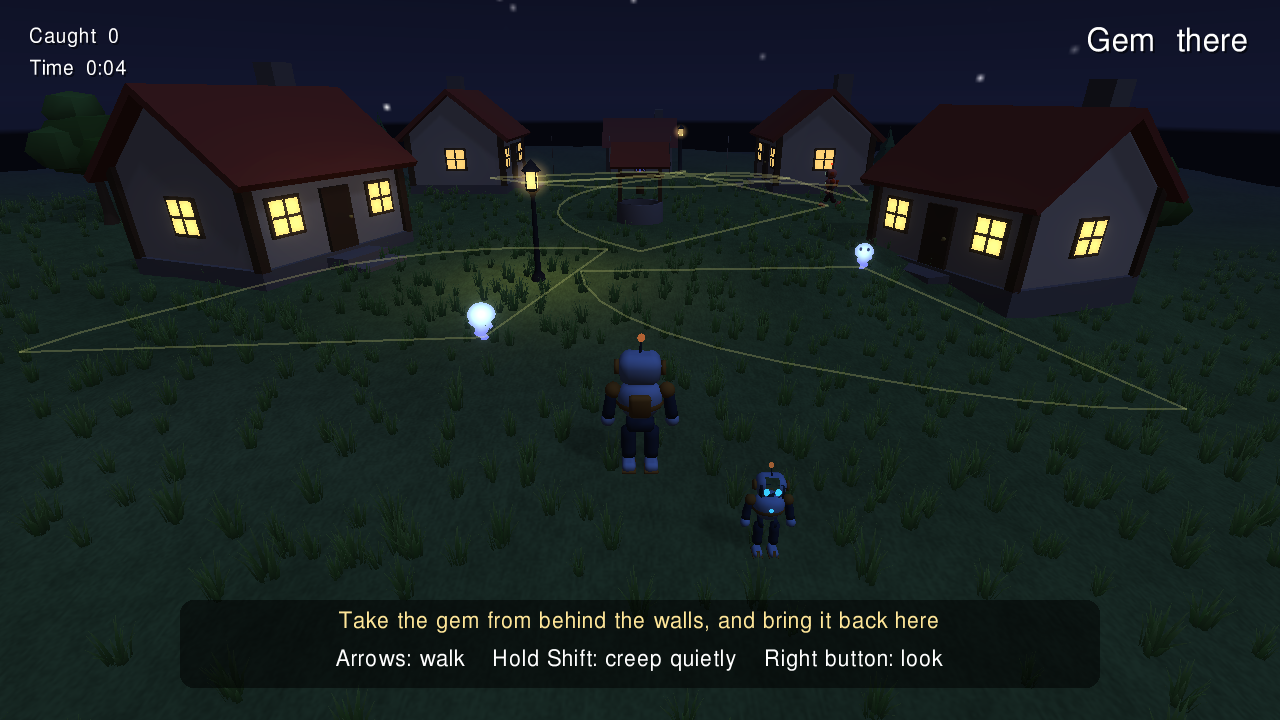 Caught 0
Time 0:04
Gem there
Take the gem from behind the walls, and bring it back here
Arrows: walk Hold Shift: creep quietly Right button: look